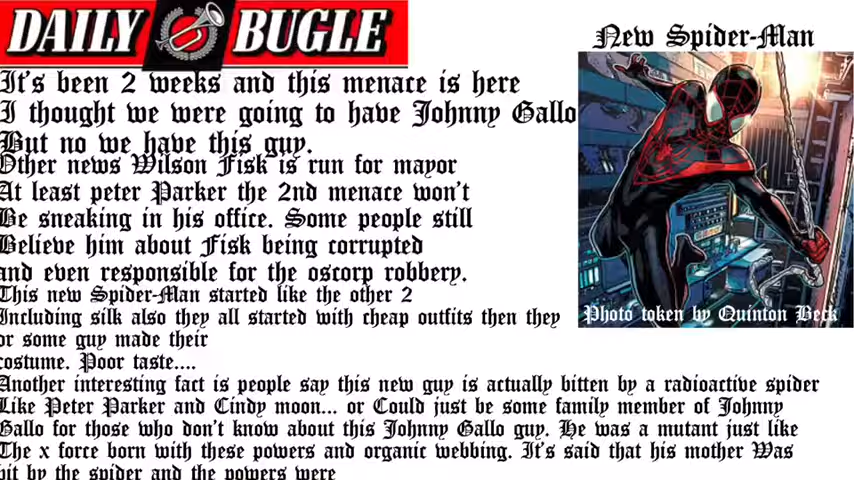 DAILY BUGLE
New Spider-Man
It's been 2 weeks and this menace is here
I thought we were going to have Johnny Gallo
But no we have this guy.
Other news Wilson Fisk is run for mayor
At least peter Parker the 2nd menace won't
Be sneaking in his office. Some people still
Believe him about Fisk being corrupted
and even responsible for the oscorp robbery.
This new Spider-Man started like the other 2
Including silk also they all started with cheap outfits then they
or some guy made their
costume. Poor taste....
Photo token by Quinton Beck
Another interesting fact is people say this new guy is actually bitten by a radioactive spider
Like Peter Parker and Cindy moon... or Could just be some family member of Johnny
Gallo for those who don't know about this Johnny Gallo guy. He was a mutant just like
The x force born with these powers and organic webbing. It's said that his mother Was
bit by the spider and the powers were